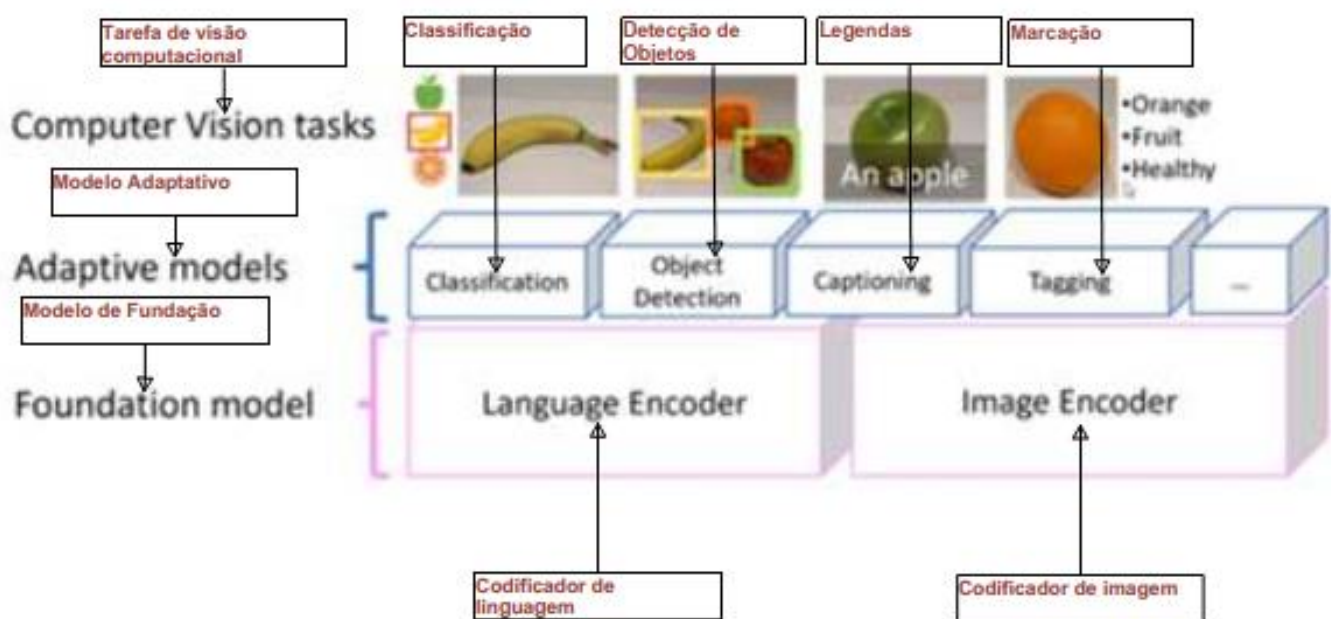 Tarefa de visão
computacional
Classificação
Detecção de
Objetos
Legendas
Marcação
Computer Vision tasks
An apple
•Orange
•Fruit
•Healthy
Modelo Adaptativo
Adaptive models
Classification
Object
Detection
Captioning
Tagging
...
Modelo de Fundação
Foundation model
Language Encoder
Image Encoder
Codificador de
linguagem
Codificador de imagem